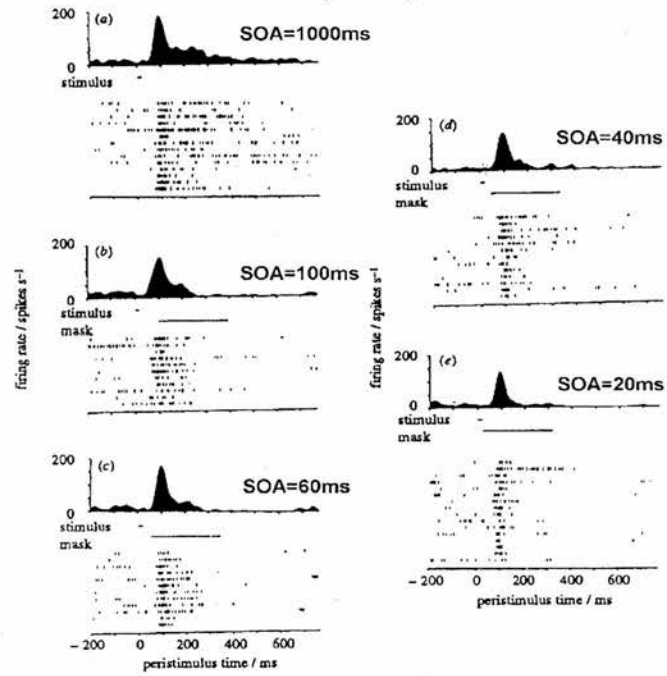 200
(a)
SOA=1000ms
0
stimulus
200
(b)
SOA=100ms
0
stimulus
mask
200
(c)
SOA=60ms
0
stimulus
mask
-200 0 200 400 600
peristimulus time / ms
firing rate / spikes s⁻¹
200
(d)
SOA=40ms
0
stimulus
mask
200
(e)
SOA=20ms
0
stimulus
mask
-200 0 200 400 600
peristimulus time / ms
firing rate / spikes s⁻¹